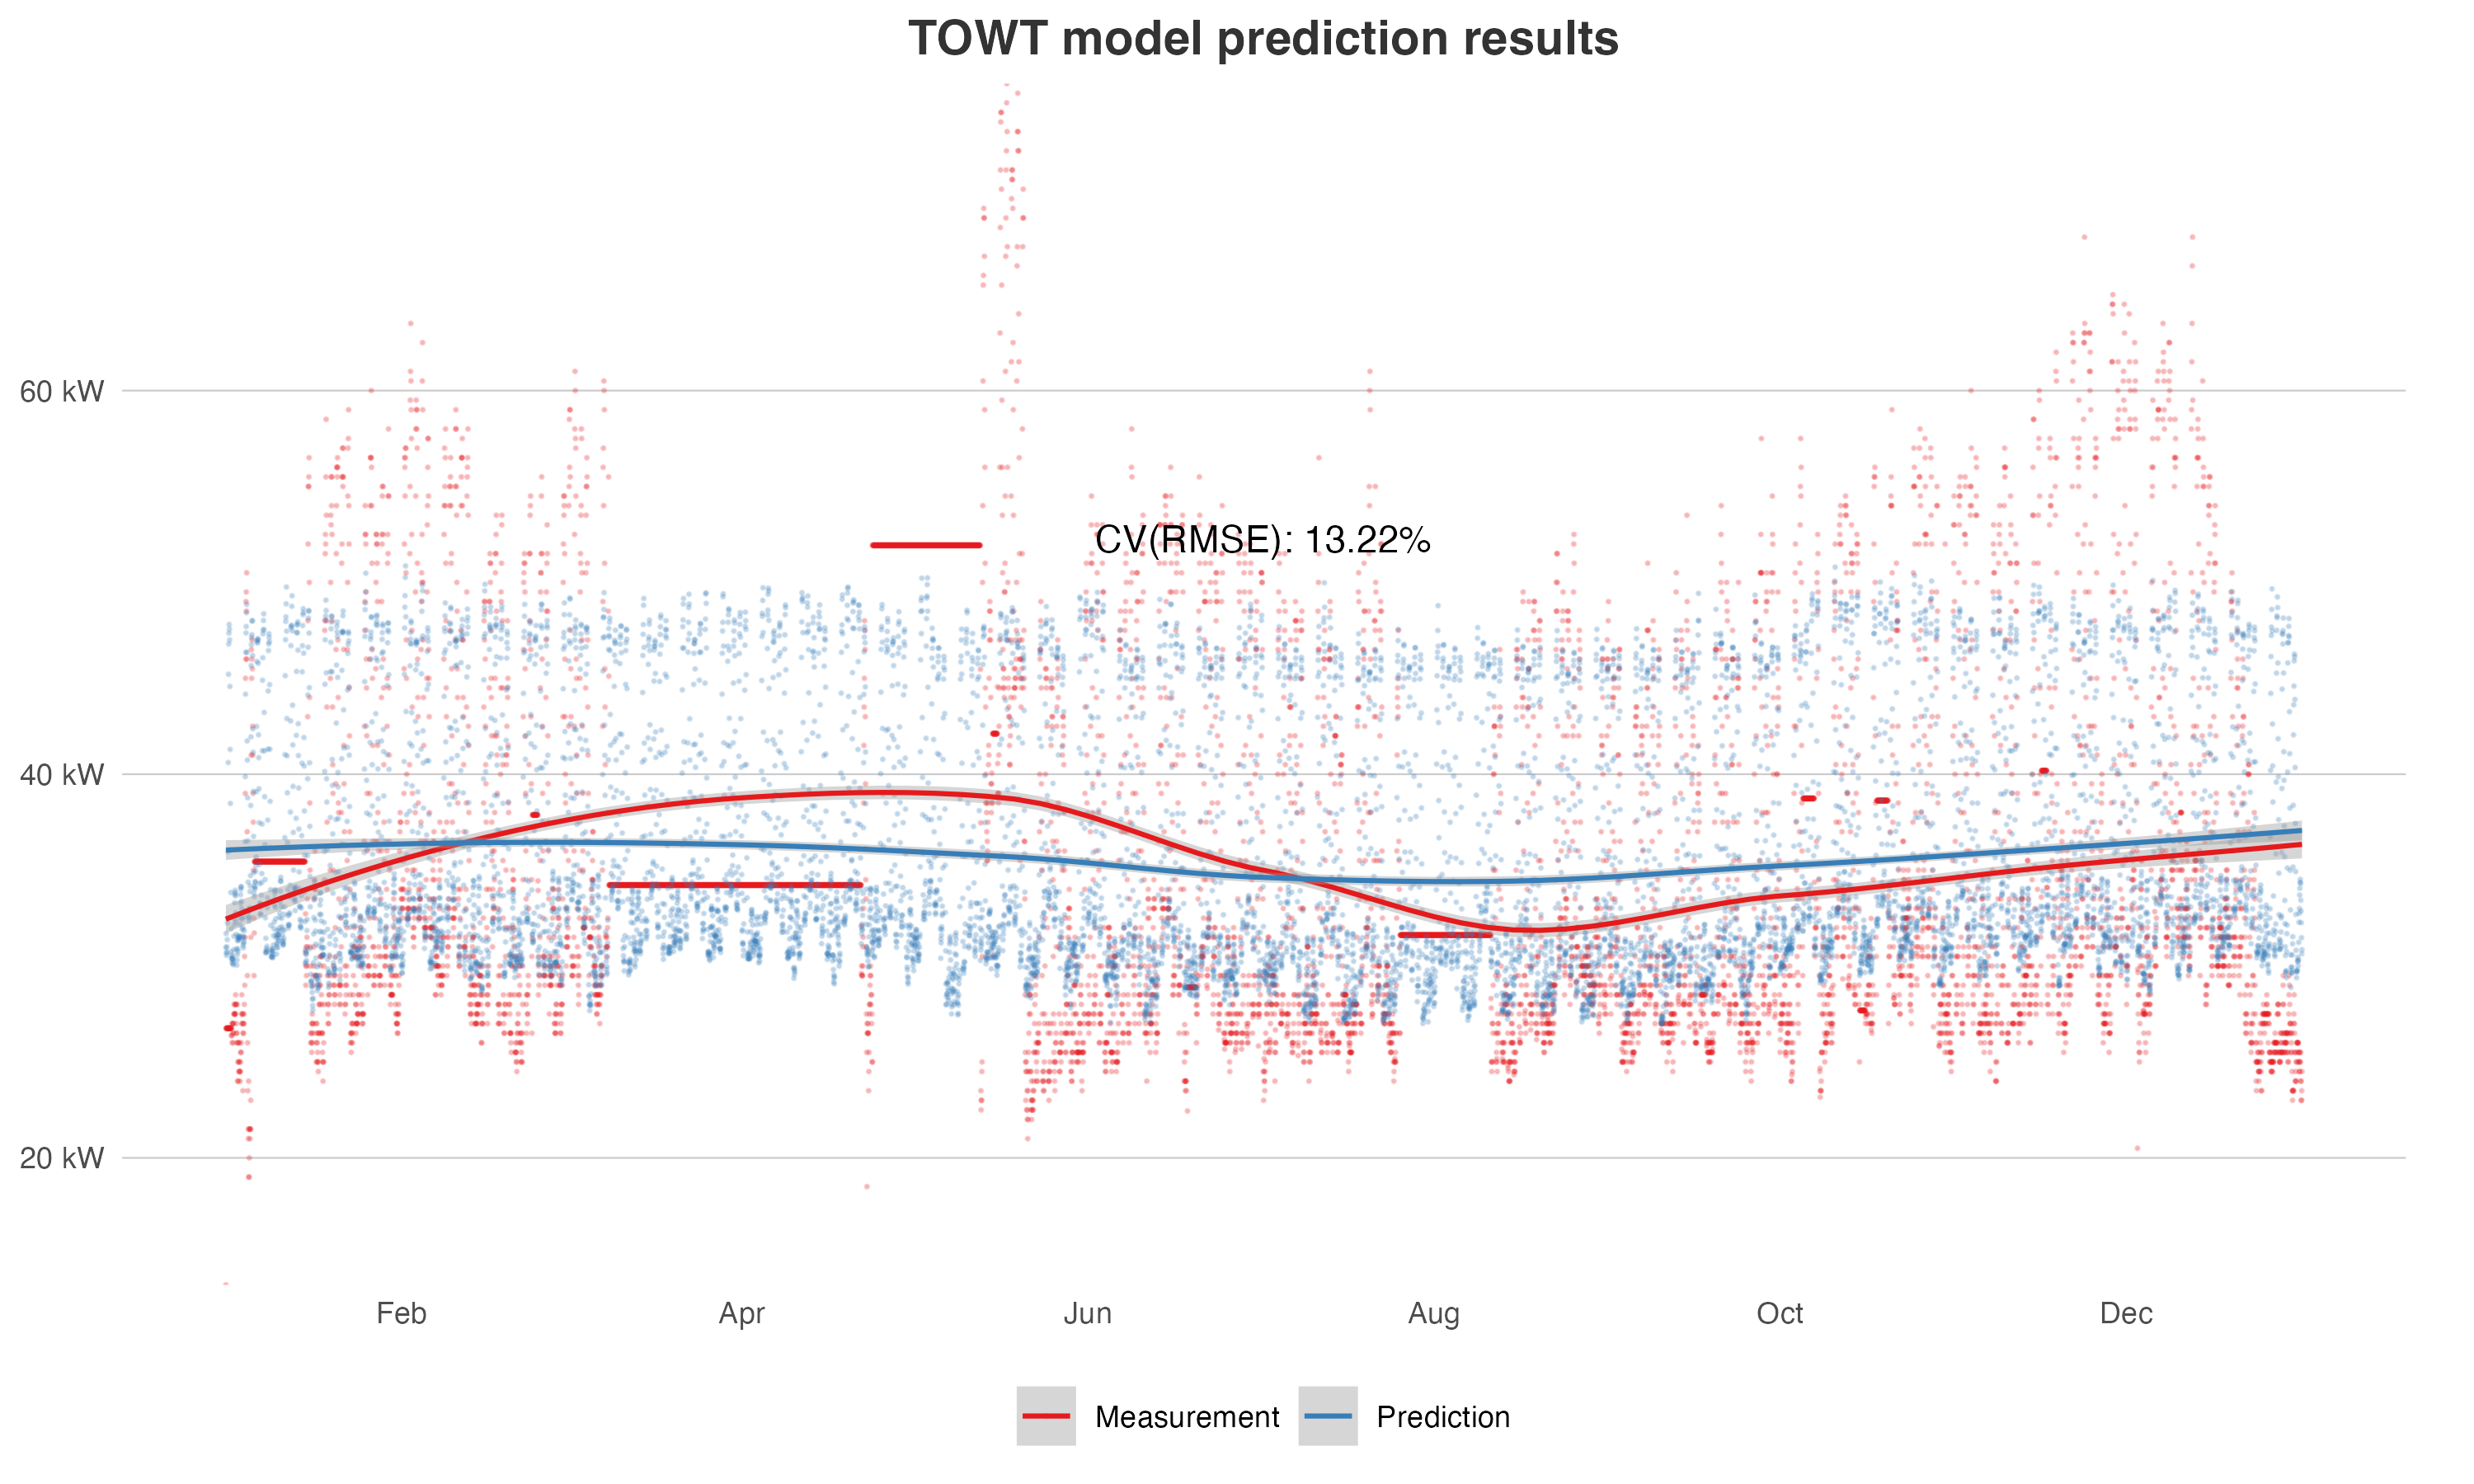 TOWT model prediction results
60 kW
CV(RMSE): 13.22%
40 kW
20 kW
Feb Apr Jun Aug Oct Dec
Measurement Prediction